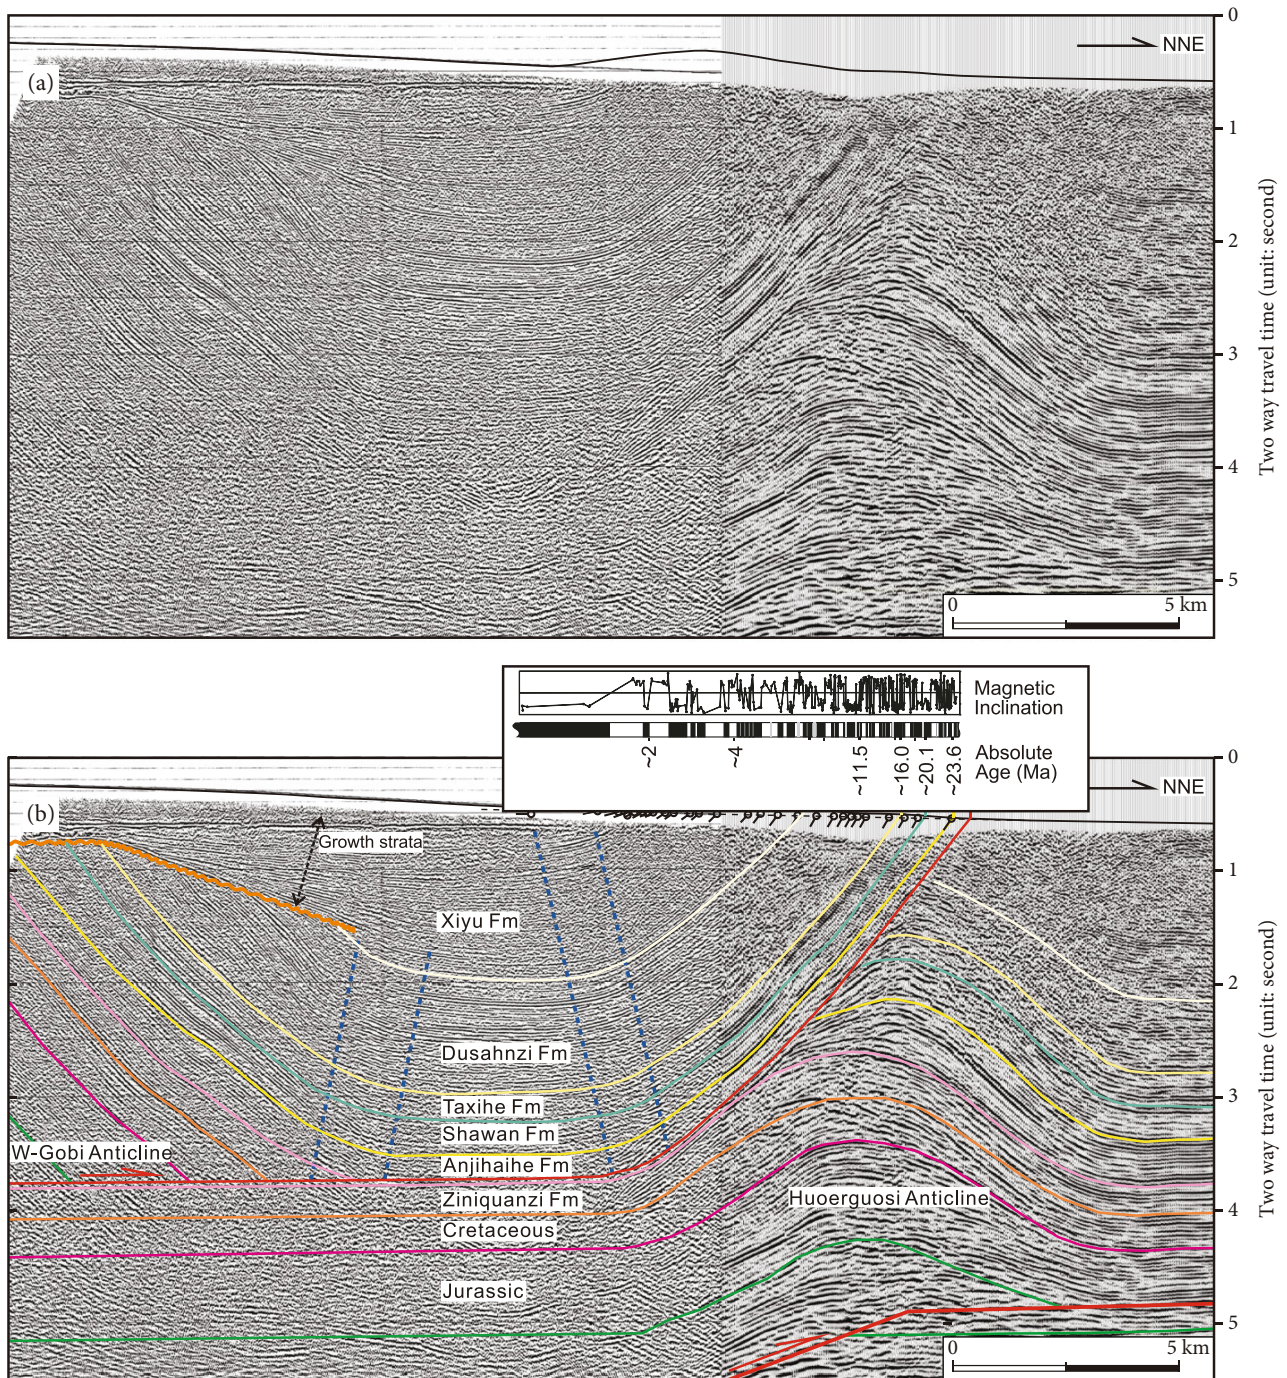 0
NNE
(a)
1
2
3
4
5
Two way travel time (unit: second)
0 5 km
Magnetic
Inclination
~2
~4
~11.5
~16.0
~20.1
~23.6
Absolute
Age (Ma)
0
NNE
(b)
Growth strata
1
Xiyu Fm
2
Dusahnzi Fm
Taxihe Fm
3
Shawan Fm
W-Gobi Anticline
Anjihaihe Fm
Ziniquanzi Fm
Huoerguosi Anticline
4
Cretaceous
Jurassic
5
Two way travel time (unit: second)
0 5 km